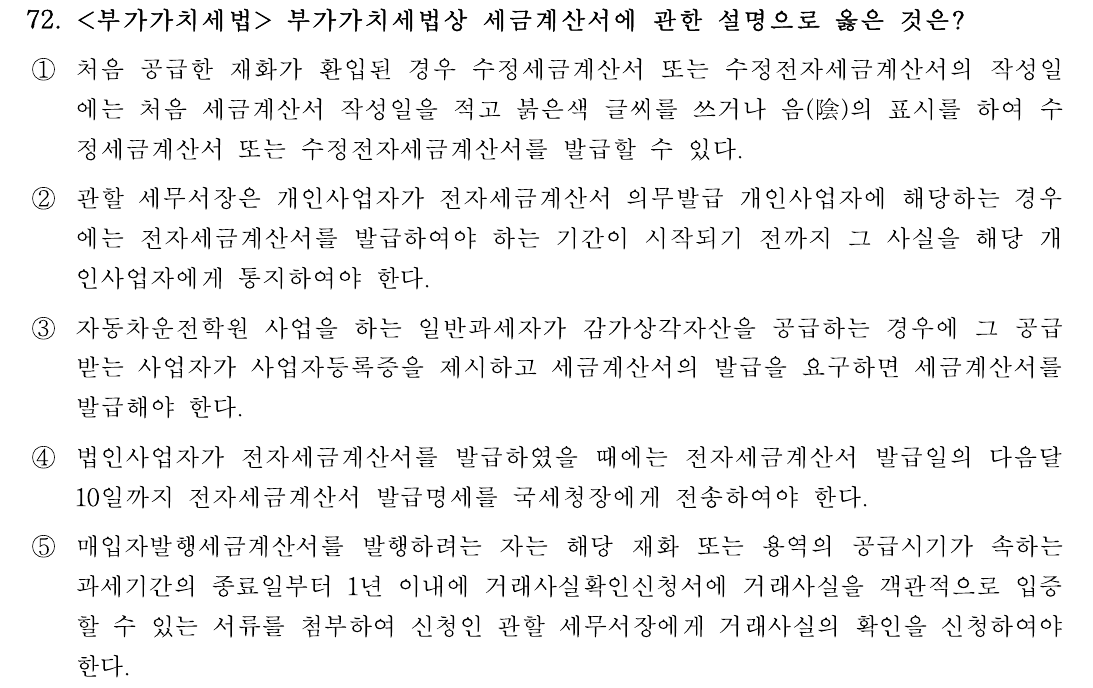 72. <부가가치세법> 부가가치세법상 세금계산서에 관한 설명으로 옳은 것은?
① 처음 공급한 재화가 환입된 경우 수정세금계산서 또는 수정전자세금계산서의 작성일
에는 처음 세금계산서 작성일을 적고 붉은색 글씨를 쓰거나 음(陰)의 표시를 하여 수
정세금계산서 또는 수정전자세금계산서를 발급할 수 있다.
② 관할 세무서장은 개인사업자가 전자세금계산서 의무발급 개인사업자에 해당하는 경우
에는 전자세금계산서를 발급하여야 하는 기간이 시작되기 전까지 그 사실을 해당 개
인사업자에게 통지하여야 한다.
③ 자동차운전학원 사업을 하는 일반과세자가 감가상각자산을 공급하는 경우에 그 공급
받는 사업자가 사업자등록증을 제시하고 세금계산서의 발급을 요구하면 세금계산서를
발급해야 한다.
④ 법인사업자가 전자세금계산서를 발급하였을 때에는 전자세금계산서 발급일의 다음달
10일까지 전자세금계산서 발급명세를 국세청장에게 전송하여야 한다.
⑤ 매입자발행세금계산서를 발행하려는 자는 해당 재화 또는 용역의 공급시기가 속하는
과세기간의 종료일부터 1년 이내에 거래사실확인신청서에 거래사실을 객관적으로 입증
할 수 있는 서류를 첨부하여 신청인 관할 세무서장에게 거래사실의 확인을 신청하여야
한다.